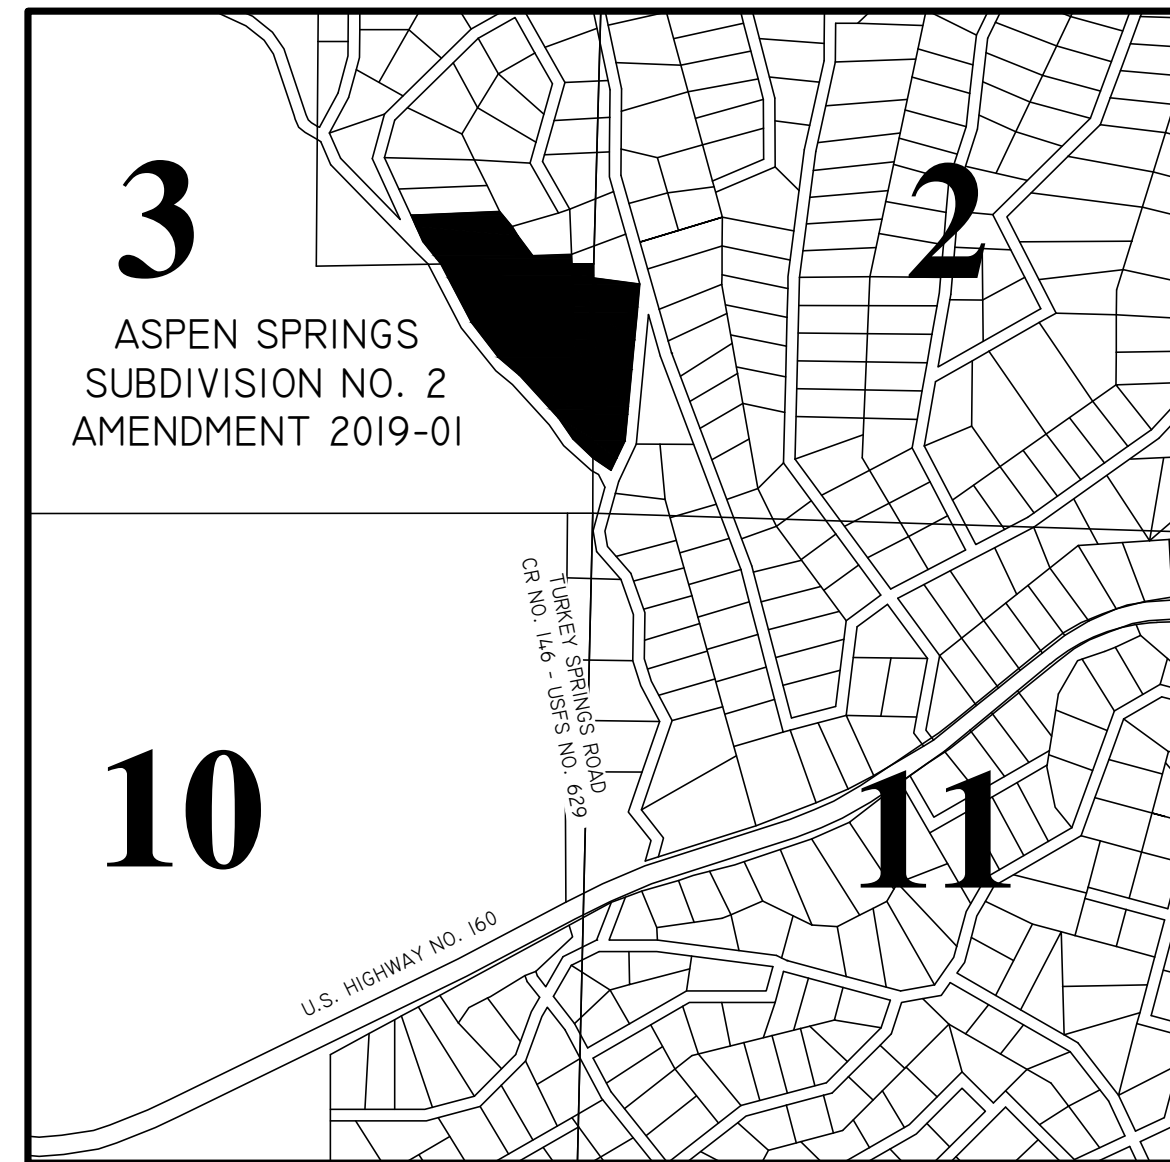 3
2
ASPEN SPRINGS
SUBDIVISION NO. 2
AMENDMENT 2019-01
TURKEY SPRINGS ROAD
CR NO. 146 - USFS NO. 629
10
11
U.S. HIGHWAY NO. 160